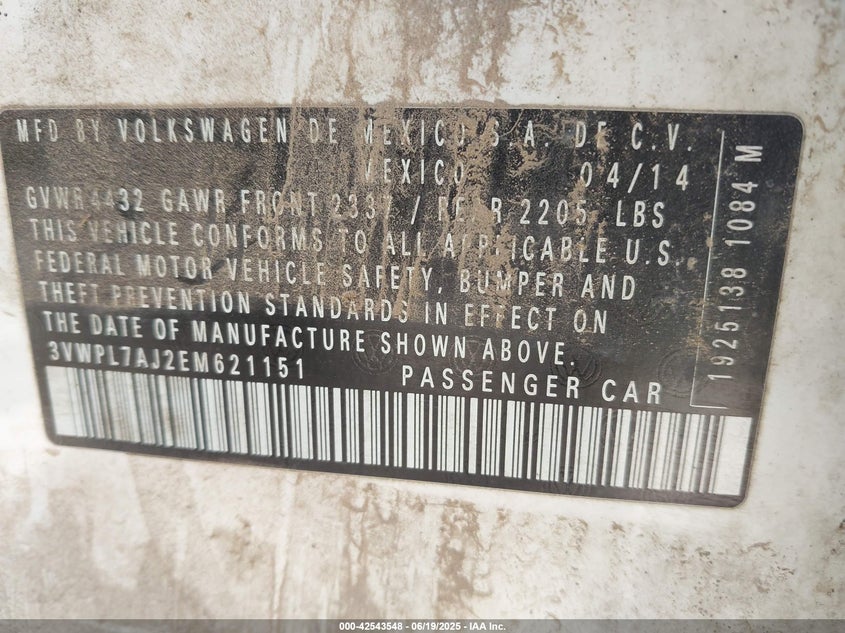 MFD BY VOLKSWAGEN DE MEXICO S.A. DE C.V.
MEXICO 04/14
GVWR 4432 GAWR FRONT 2337 / REAR 2205 LBS
THIS VEHICLE CONFORMS TO ALL APPLICABLE U.S.
FEDERAL MOTOR VEHICLE SAFETY, BUMPER AND
THEFT PREVENTION STANDARDS IN EFFECT ON
THE DATE OF MANUFACTURE SHOWN ABOVE.
3VWPL7AJ2EM621151 PASSENGER CAR
1925138 1084 M
000-42543548 - 06/19/2025 - IAA Inc.